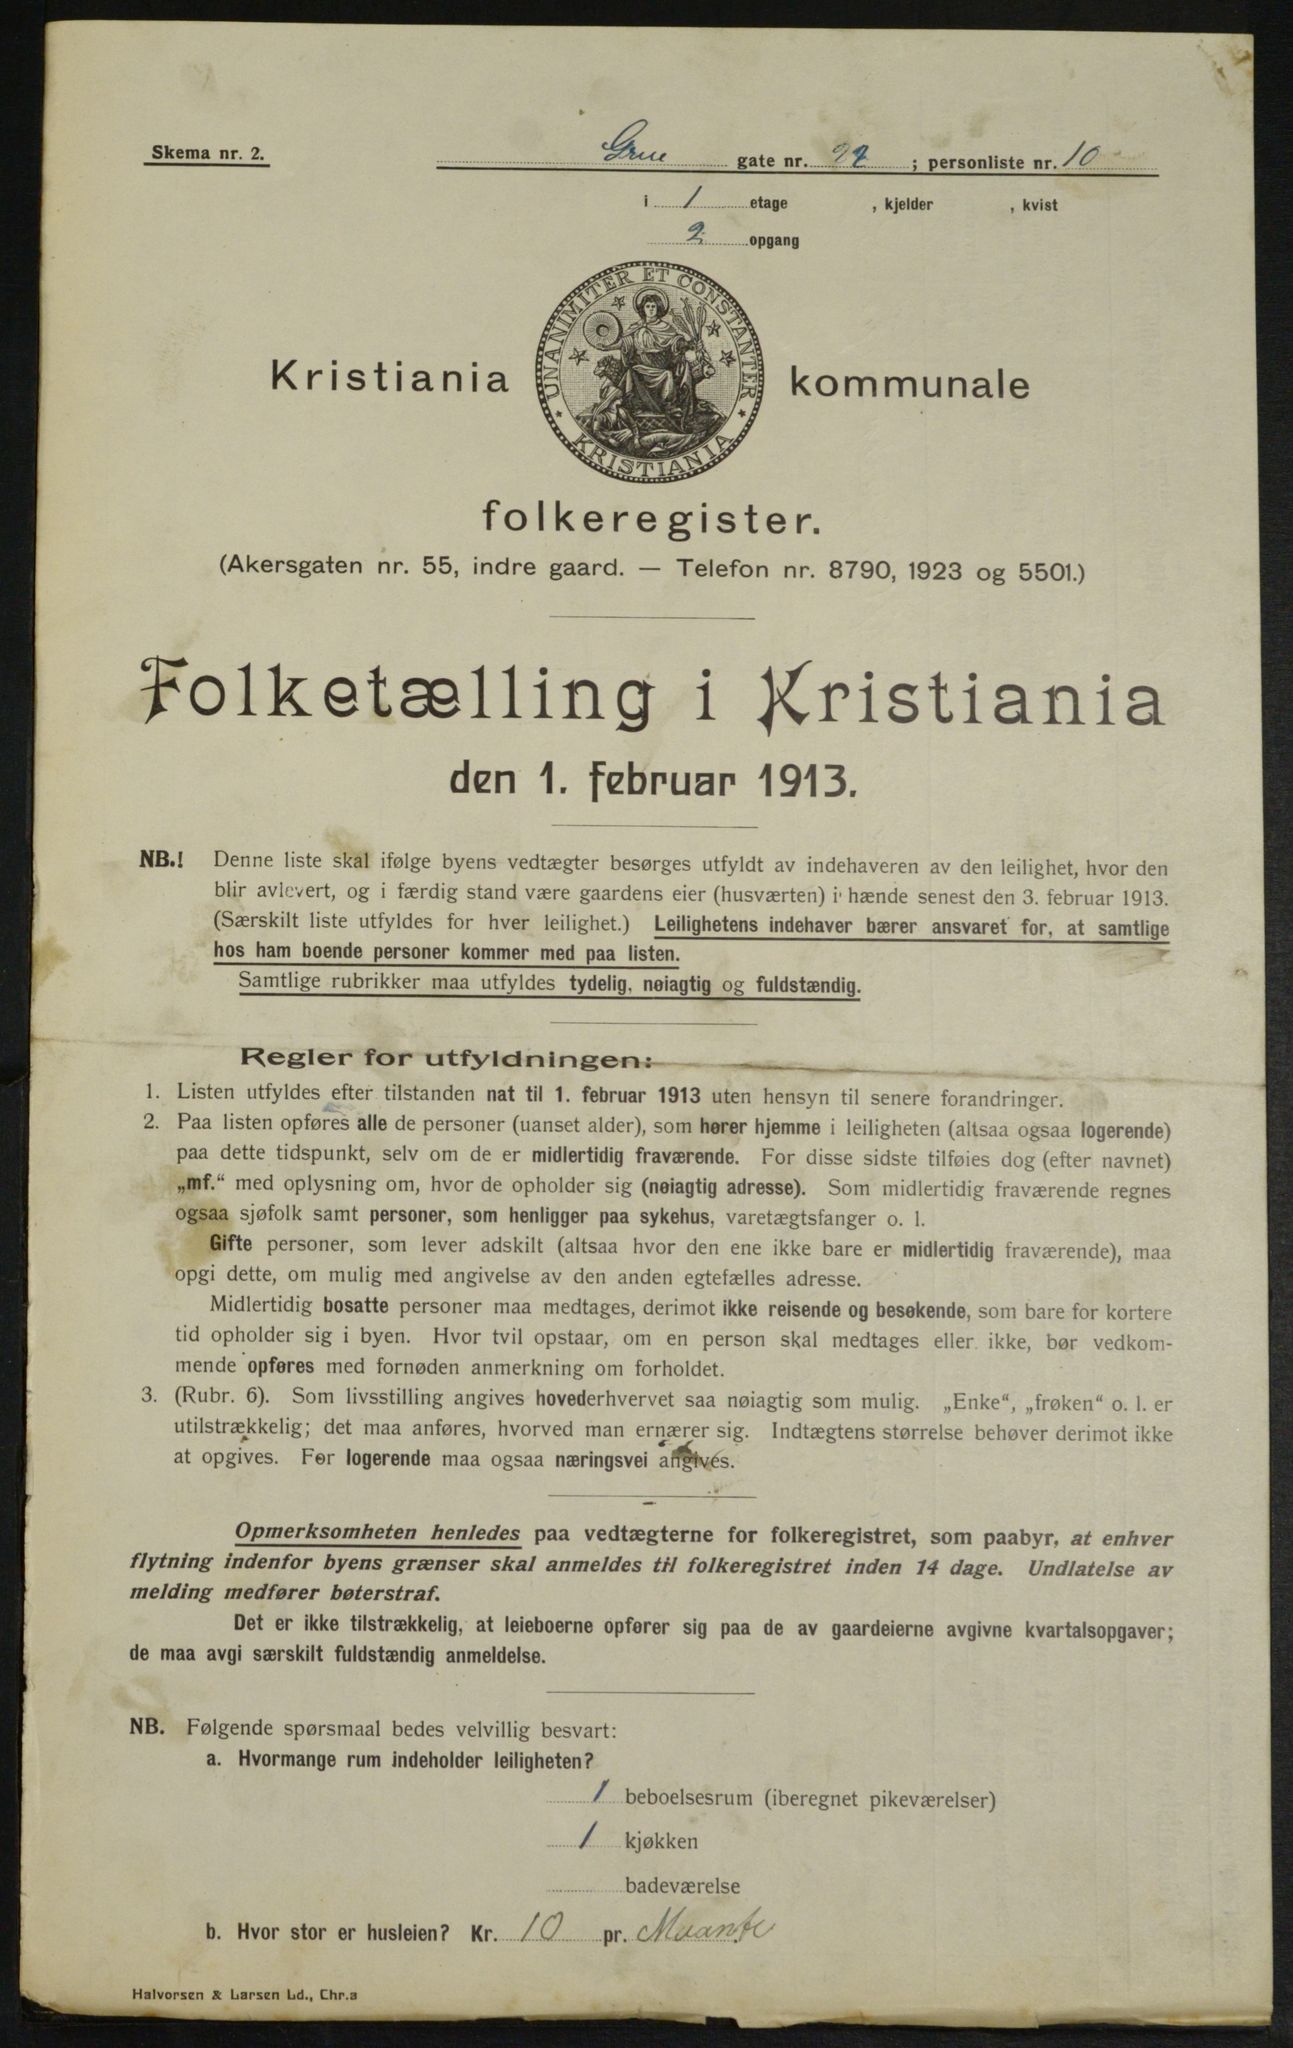 Skema nr. 2.
Grue gate nr. 22; personliste nr. 10
i 1 etage , kjelder , kvist
2 opgang
UNANIMITER ET CONSTANTER
KRISTIANIA
Kristiania kommunale
folkeregister.
(Akersgaten nr. 55, indre gaard. — Telefon nr. 8790, 1923 og 5501.)
Folketælling i Kristiania
den 1. februar 1913.
NB.! Denne liste skal ifølge byens vedtægter besørges utfyldt av indehaveren av den leilighet, hvor den
blir avlevert, og i færdig stand være gaardens eier (husværten) i hænde senest den 3. februar 1913.
(Særskilt liste utfyldes for hver leilighet.) Leilighetens indehaver bærer ansvaret for, at samtlige
hos ham boende personer kommer med paa listen.
Samtlige rubrikker maa utfyldes tydelig, nøiagtig og fuldstændig.
Regler for utfyldningen:
1. Listen utfyldes efter tilstanden nat til 1. februar 1913 uten hensyn til senere forandringer.
2. Paa listen opføres alle de personer (uanset alder), som hører hjemme i leiligheten (altsaa ogsaa logerende)
paa dette tidspunkt, selv om de er midlertidig fraværende. For disse sidste tilføies dog (efter navnet)
„mf.“ med oplysning om, hvor de opholder sig (nøiagtig adresse). Som midlertidig fraværende regnes
ogsaa sjøfolk samt personer, som henligger paa sykehus, varetægtsfanger o. l.
Gifte personer, som lever adskilt (altsaa hvor den ene ikke bare er midlertidig fraværende), maa
opgi dette, om mulig med angivelse av den anden egtefælles adresse.
Midlertidig bosatte personer maa medtages, derimot ikke reisende og besøkende, som bare for kortere
tid opholder sig i byen. Hvor tvil opstaar, om en person skal medtages eller ikke, bør vedkom-
mende opføres med fornøden anmerkning om forholdet.
3. (Rubr. 6). Som livsstilling angives hovederhvervet saa nøiagtig som mulig. „Enke“, „frøken“ o. l. er
utilstrækkelig; det maa anføres, hvorved man ernærer sig. Indtægtens størrelse behøver derimot ikke
at opgives. For logerende maa ogsaa næringsvei angives.
Opmerksomheten henledes paa vedtægterne for folkeregistret, som paabyr, at enhver
flytning indenfor byens grænser skal anmeldes til folkeregistret inden 14 dage. Undlatelse av
melding medfører bøterstraf.
Det er ikke tilstrækkelig, at leieboerne opfører sig paa de av gaardeierne avgivne kvartalsopgaver;
de maa avgi særskilt fuldstændig anmeldelse.
NB. Følgende spørsmaal bedes velvillig besvart:
a. Hvormange rum indeholder leiligheten?
1 beboelsesrum (iberegnet pikeværelser)
1 kjøkken
badeværelse
b. Hvor stor er husleien? Kr. 10 pr. Maante
Halvorsen & Larsen Ld., Chr.a